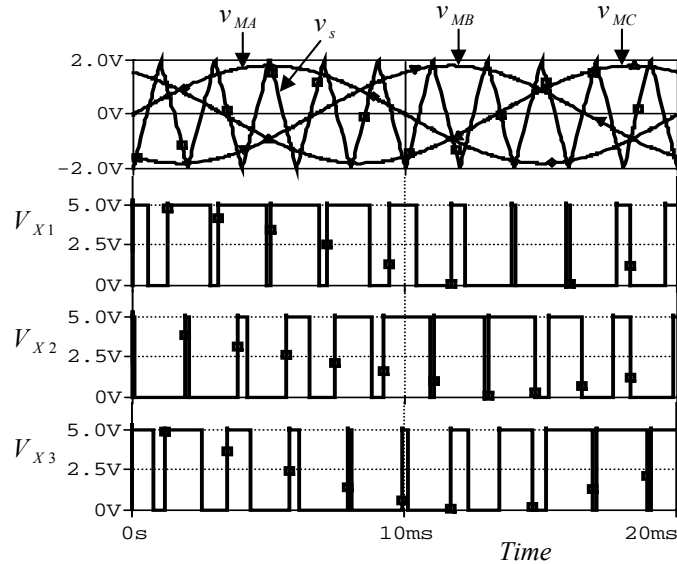 v_MA v_s v_MB v_MC
2.0V
0V
-2.0V
V_X1
5.0V
2.5V
0V
V_X2
5.0V
2.5V
0V
V_X3
5.0V
2.5V
0V
0s 10ms 20ms
Time